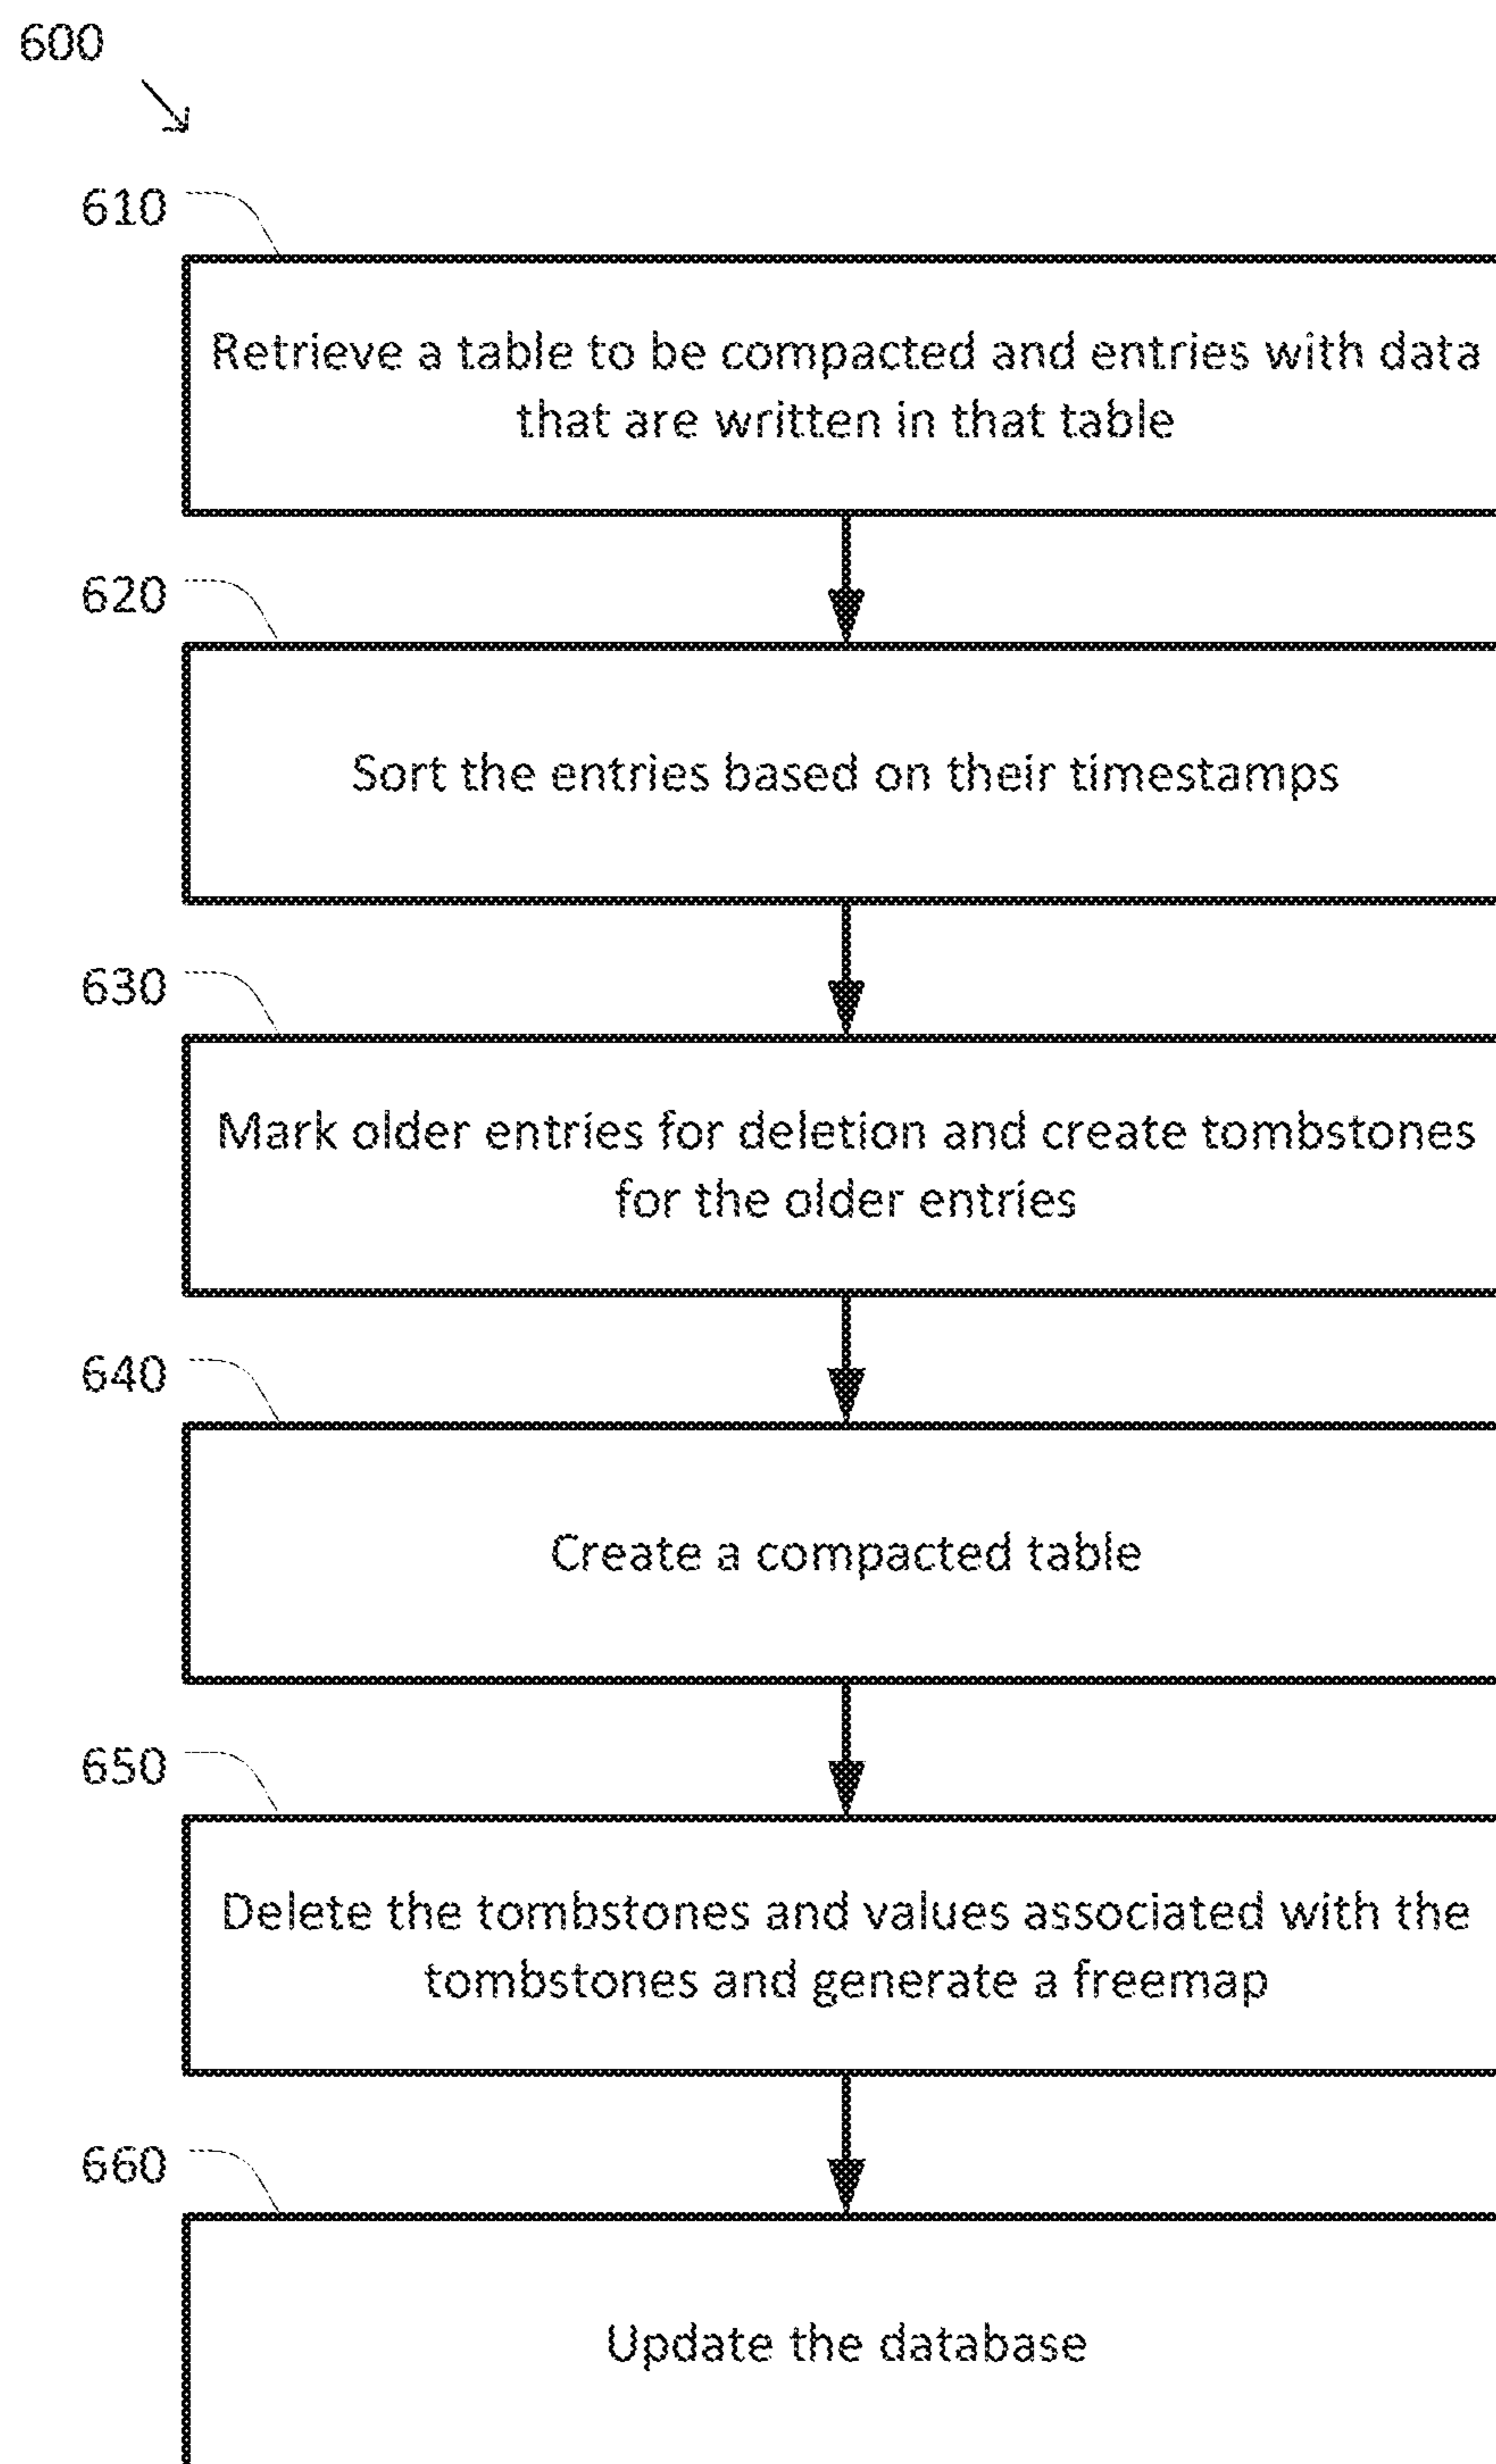 600
610
Retrieve a table to be compacted and entries with data
that are written in that table
620
Sort the entries based on their timestamps
630
Mark older entries for deletion and create tombstones
for the older entries
640
Create a compacted table
650
Delete the tombstones and values associated with the
tombstones and generate a freemap
660
Update the database